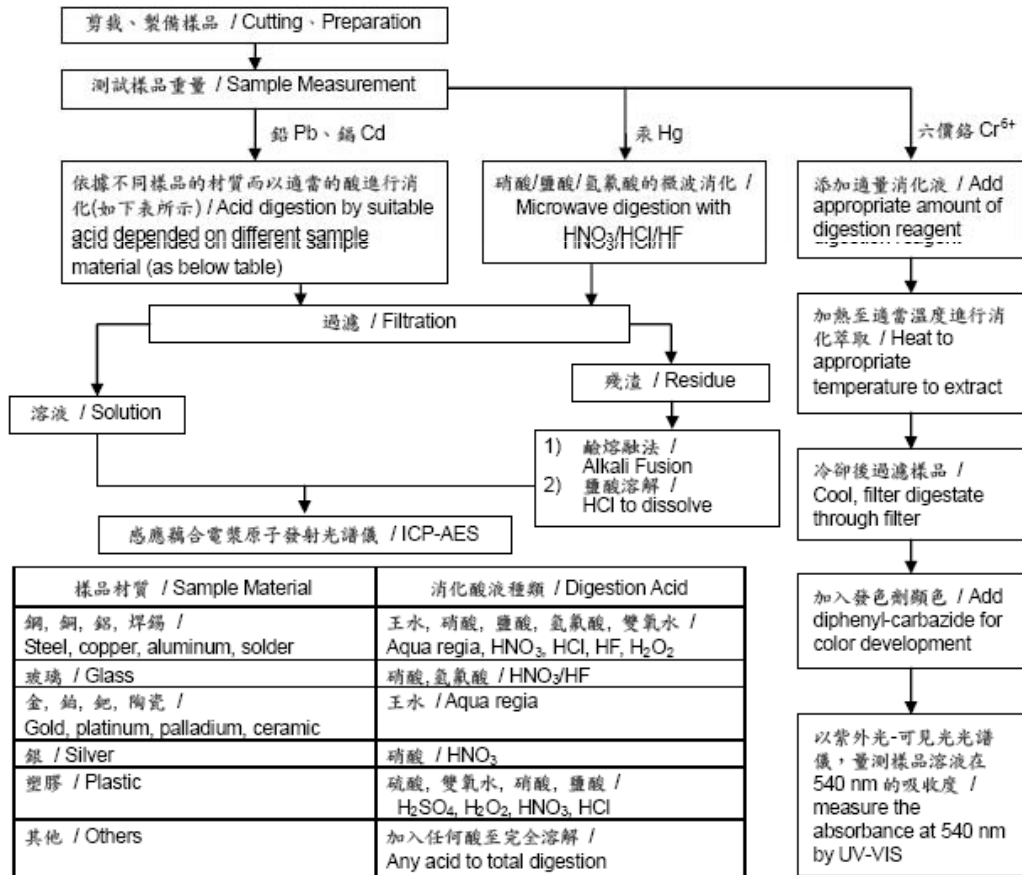 剪裁、製備樣品 / Cutting、Preparation
測試樣品重量 / Sample Measurement
鉛 Pb、鎘 Cd
汞 Hg
六價鉻 Cr⁶⁺
依據不同樣品的材質而以適當的酸進行消
化(如下表所示) / Acid digestion by suitable
acid depended on different sample
material (as below table)
硝酸/鹽酸/氫氟酸的微波消化 /
Microwave digestion with
HNO₃/HCl/HF
添加適量消化液 / Add
appropriate amount of
digestion reagent
過濾 / Filtration
加熱至適當溫度進行消
化萃取 / Heat to
appropriate
temperature to extract
溶液 / Solution
殘渣 / Residue
1) 鹼熔融法 /
Alkali Fusion
2) 鹽酸溶解 /
HCl to dissolve
冷卻後過濾樣品 /
Cool, filter digestate
through filter
感應藕合電漿原子發射光譜儀 / ICP-AES
加入發色劑顯色 / Add
diphenyl-carbazide for
color development
以紫外光-可見光光譜
儀，量測樣品溶液在
540 nm 的吸收度 /
measure the
absorbance at 540 nm
by UV-VIS
樣品材質 / Sample Material
消化酸液種類 / Digestion Acid
鋼, 銅, 鋁, 焊錫 /
Steel, copper, aluminum, solder
王水, 硝酸, 鹽酸, 氫氟酸, 雙氧水 /
Aqua regia, HNO₃, HCl, HF, H₂O₂
玻璃 / Glass
硝酸,氫氟酸 / HNO₃/HF
金, 鉑, 鈀, 陶瓷 /
Gold, platinum, palladium, ceramic
王水 / Aqua regia
銀 / Silver
硝酸 / HNO₃
塑膠 / Plastic
硫酸, 雙氧水, 硝酸, 鹽酸 /
H₂SO₄, H₂O₂, HNO₃, HCl
其他 / Others
加入任何酸至完全溶解 /
Any acid to total digestion